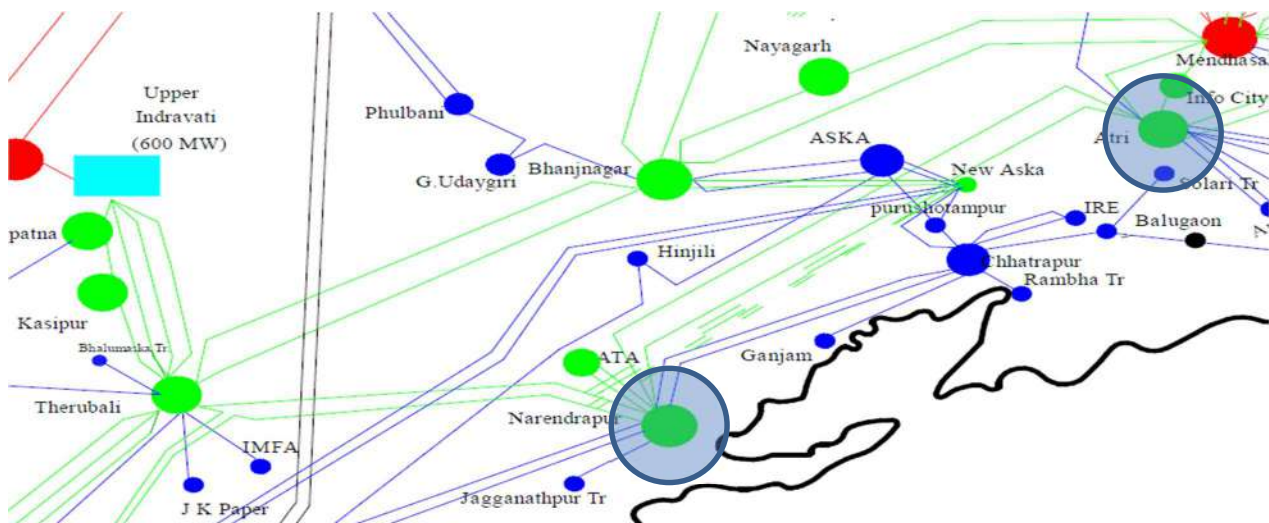 Nayagarh
Mendhasa
Upper
Indravati
(600 MW)
Info City
Phulbani
ASKA
Atri
G.Udaygiri
Bhanjnagar
New Aska
Solari Tr
purushotampur
IRE
Balugaon
patna
Hinjili
Chhatrapur
Rambha Tr
Kasipur
Bhalumaska Tr.
ATA
Ganjam
Therubali
Narendrapur
IMFA
Jagganathpur Tr
J K Paper